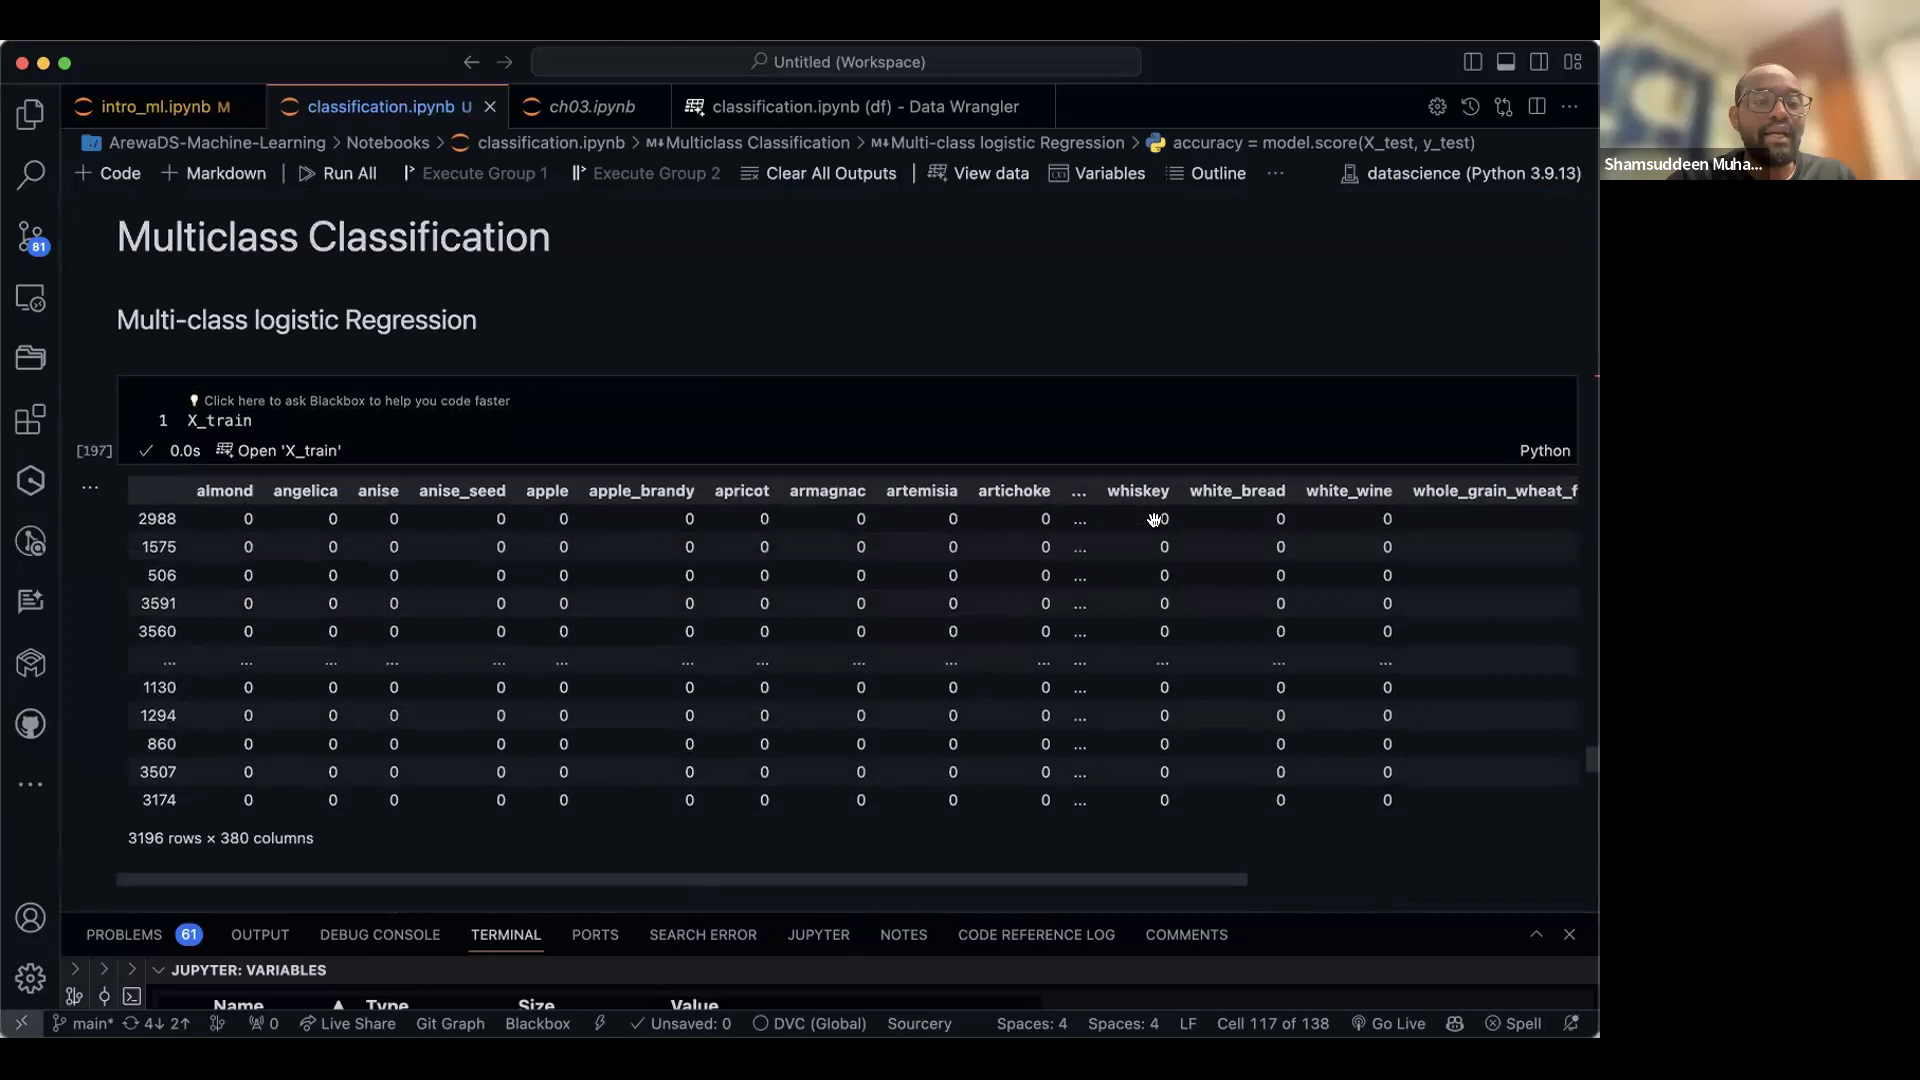 Untitled (Workspace)
intro_ml.ipynb M
classification.ipynb U
ch03.ipynb
classification.ipynb (df) - Data Wrangler
ArewaDS-Machine-Learning > Notebooks > classification.ipynb > M↓Multiclass Classification > M↓Multi-class logistic Regression > accuracy = model.score(X_test, y_test)
+ Code + Markdown Run All Execute Group 1 Execute Group 2 Clear All Outputs View data Variables Outline ... datascience (Python 3.9.13)
Shamsuddeen Muha...
81
Multiclass Classification
Multi-class logistic Regression
Click here to ask Blackbox to help you code faster
1 X_train
[197] 0.0s Open 'X_train' Python
...
almond angelica anise anise_seed apple apple_brandy apricot armagnac artemisia artichoke ... whiskey white_bread white_wine whole_grain_wheat_f
2988 0 0 0 0 0 0 0 0 0 0 ... 0 0 0
1575 0 0 0 0 0 0 0 0 0 0 ... 0 0 0
506 0 0 0 0 0 0 0 0 0 0 ... 0 0 0
3591 0 0 0 0 0 0 0 0 0 0 ... 0 0 0
3560 0 0 0 0 0 0 0 0 0 0 ... 0 0 0
... ... ... ... ... ... ... ... ... ... ... ... ... ... ...
1130 0 0 0 0 0 0 0 0 0 0 ... 0 0 0
1294 0 0 0 0 0 0 0 0 0 0 ... 0 0 0
860 0 0 0 0 0 0 0 0 0 0 ... 0 0 0
3507 0 0 0 0 0 0 0 0 0 0 ... 0 0 0
3174 0 0 0 0 0 0 0 0 0 0 ... 0 0 0
3196 rows × 380 columns
PROBLEMS 61 OUTPUT DEBUG CONSOLE TERMINAL PORTS SEARCH ERROR JUPYTER NOTES CODE REFERENCE LOG COMMENTS
JUPYTER: VARIABLES
Name Type Size Value
main* 4↓ 2↑ 0 Live Share Git Graph Blackbox Unsaved: 0 DVC (Global) Sourcery Spaces: 4 Spaces: 4 LF Cell 117 of 138 Go Live Spell